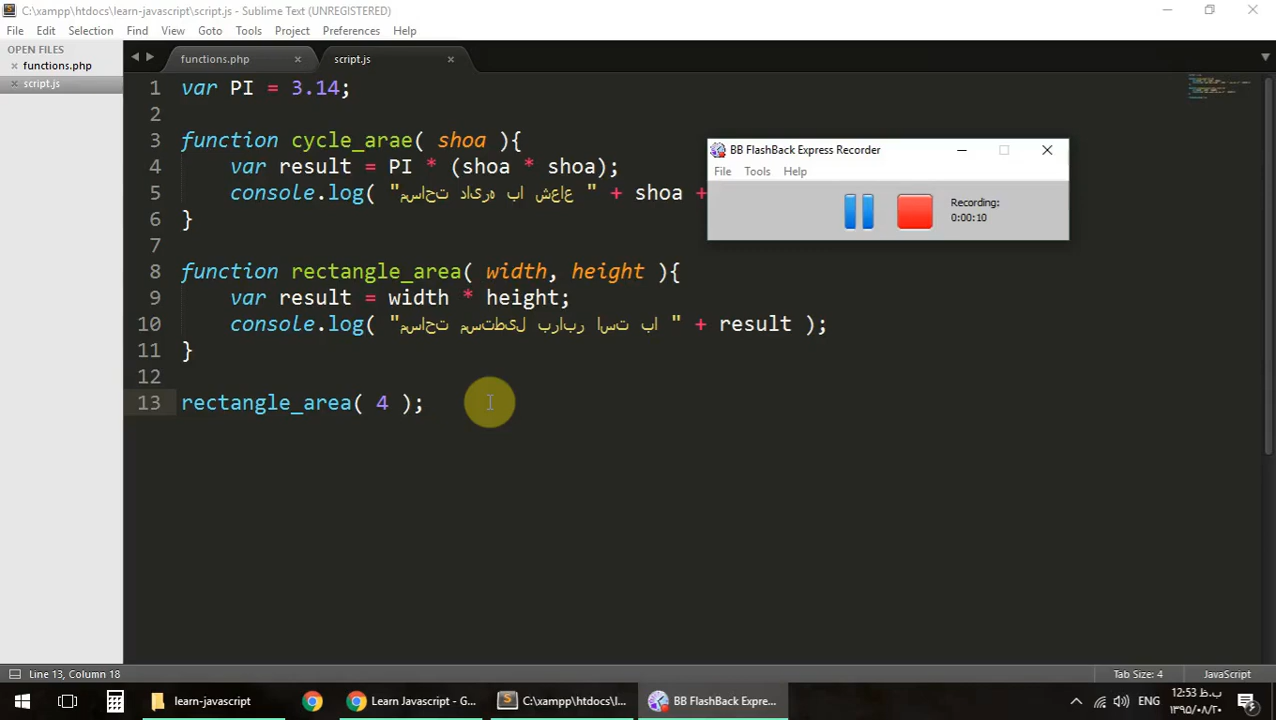 C:\xampp\htdocs\learn-javascript\script.js - Sublime Text (UNREGISTERED)
File Edit Selection Find View Goto Tools Project Preferences Help
OPEN FILES
functions.php
script.js
functions.php script.js
1 var PI = 3.14;
2
3 function cycle_arae( shoa ){
4 var result = PI * (shoa * shoa);
5 console.log( "مساحت دایره با شعاع " + shoa +
6 }
7
8 function rectangle_area( width, height ){
9 var result = width * height;
10 console.log( "مساحت مستطیل برابر است با " + result );
11 }
12
13 rectangle_area( 4 );
BB FlashBack Express Recorder
File Tools Help
Recording:
0:00:10
Line 13, Column 18 Tab Size: 4 JavaScript
learn-javascript Learn Javascript - G... C:\xampp\htdocs\l... BB FlashBack Expre... ENG
12:53 ب.ظ
۱۳۹۵/۰۸/۲۰